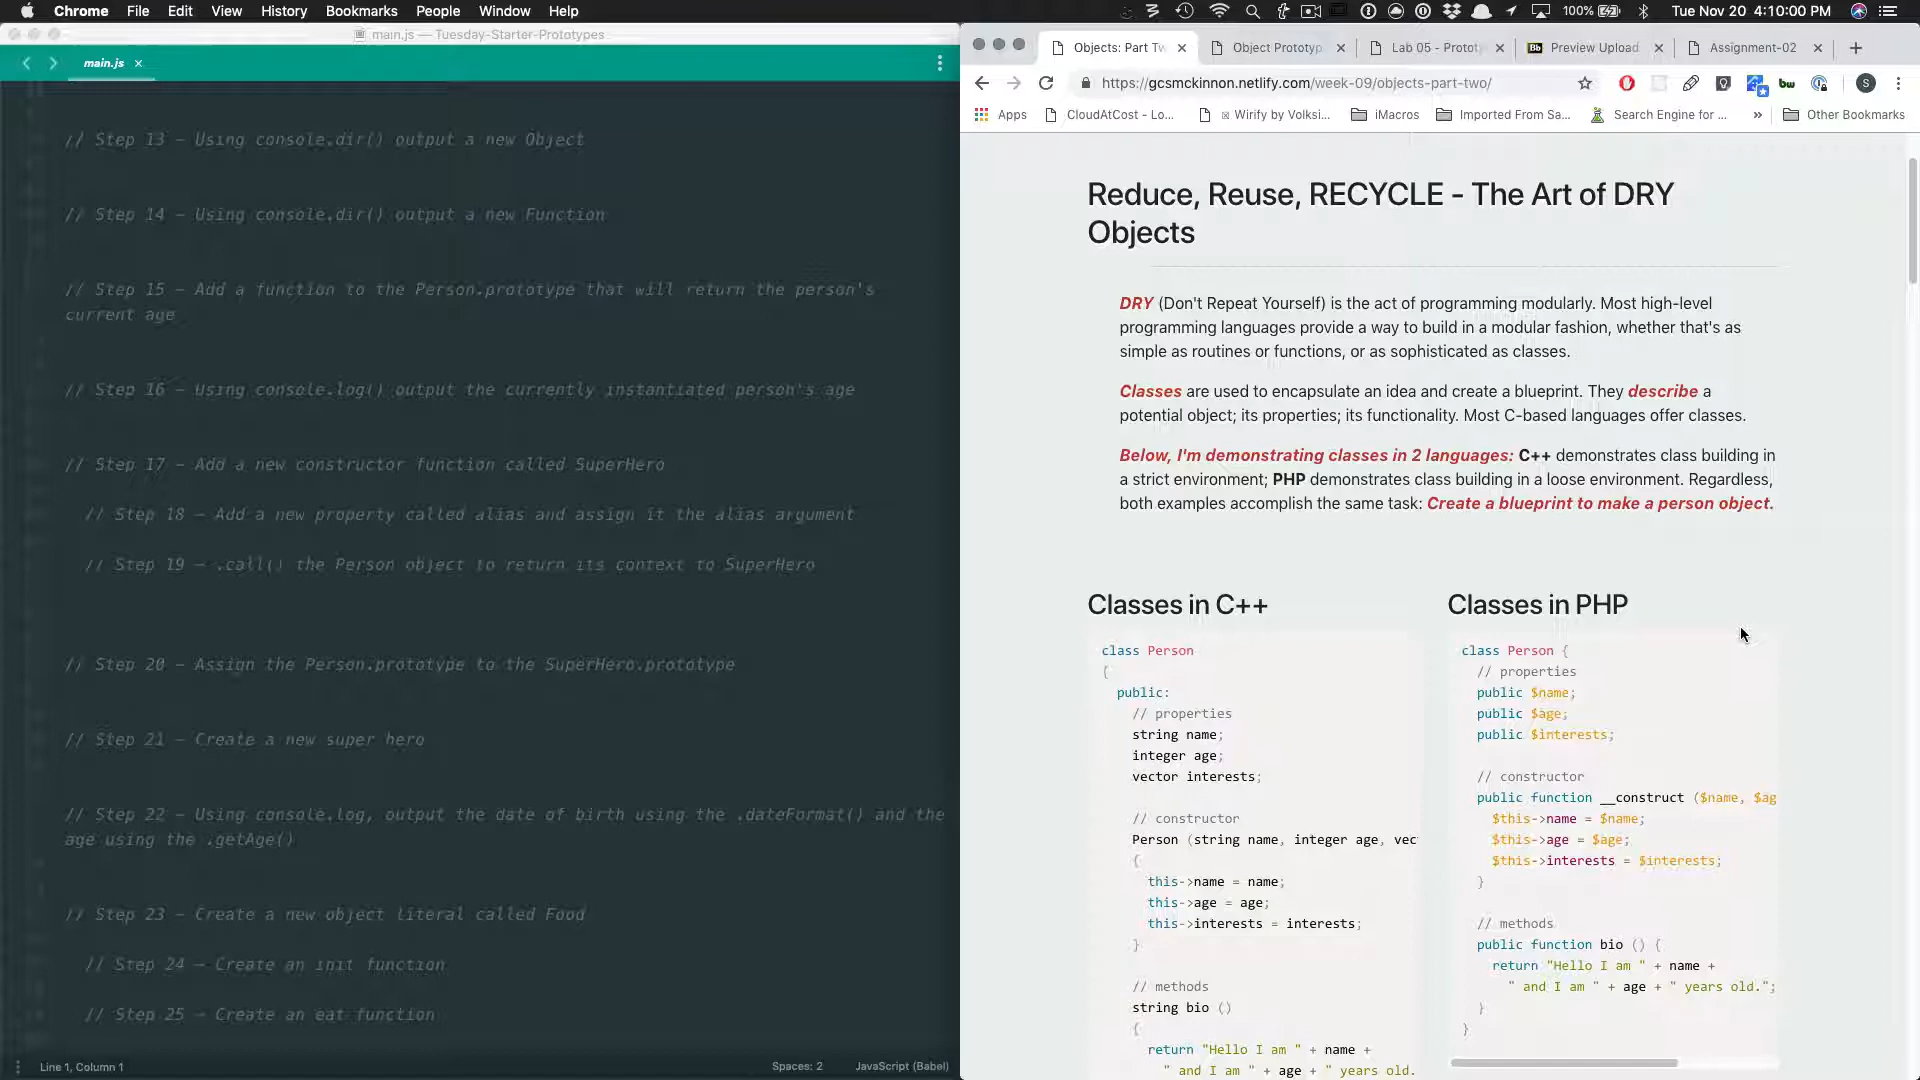 Chrome File Edit View History Bookmarks People Window Help
100% Tue Nov 20 4:10:00 PM
main.js — Tuesday-Starter-Prototypes
main.js ×
// Step 13 – Using console.dir() output a new Object
// Step 14 – Using console.dir() output a new Function
// Step 15 – Add a function to the Person.prototype that will return the person's
current age
// Step 16 – Using console.log() output the currently instantiated person's age
// Step 17 – Add a new constructor function called SuperHero
// Step 18 – Add a new property called alias and assign it the alias argument
// Step 19 – .call() the Person object to return its context to SuperHero
// Step 20 – Assign the Person.prototype to the SuperHero.prototype
// Step 21 – Create a new super hero
// Step 22 – Using console.log, output the date of birth using the .dateFormat() and the
age using the .getAge()
// Step 23 – Create a new object literal called Food
// Step 24 – Create an init function
// Step 25 – Create an eat function
Line 1, Column 1 Spaces: 2 JavaScript (Babel)
Objects: Part Tw × Object Prototyp × Lab 05 - Protot × Bb Preview Upload × Assignment-02 × +
https://gcsmckinnon.netlify.com/week-09/objects-part-two/ bw S
Apps CloudAtCost - Lo... Wirify by Volksi... iMacros Imported From Sa... Search Engine for ... » Other Bookmarks
Reduce, Reuse, RECYCLE - The Art of DRY
Objects
DRY (Don't Repeat Yourself) is the act of programming modularly. Most high-level
programming languages provide a way to build in a modular fashion, whether that's as
simple as routines or functions, or as sophisticated as classes.
Classes are used to encapsulate an idea and create a blueprint. They describe a
potential object; its properties; its functionality. Most C-based languages offer classes.
Below, I'm demonstrating classes in 2 languages: C++ demonstrates class building in
a strict environment; PHP demonstrates class building in a loose environment. Regardless,
both examples accomplish the same task: Create a blueprint to make a person object.
Classes in C++
class Person
{
public:
// properties
string name;
integer age;
vector interests;
// constructor
Person (string name, integer age, vec
{
this->name = name;
this->age = age;
this->interests = interests;
}
// methods
string bio ()
{
return "Hello I am " + name +
" and I am " + age + " years old.
Classes in PHP
class Person {
// properties
public $name;
public $age;
public $interests;
// constructor
public function __construct ($name, $ag
$this->name = $name;
$this->age = $age;
$this->interests = $interests;
}
// methods
public function bio () {
return "Hello I am " + name +
" and I am " + age + " years old.";
}
}